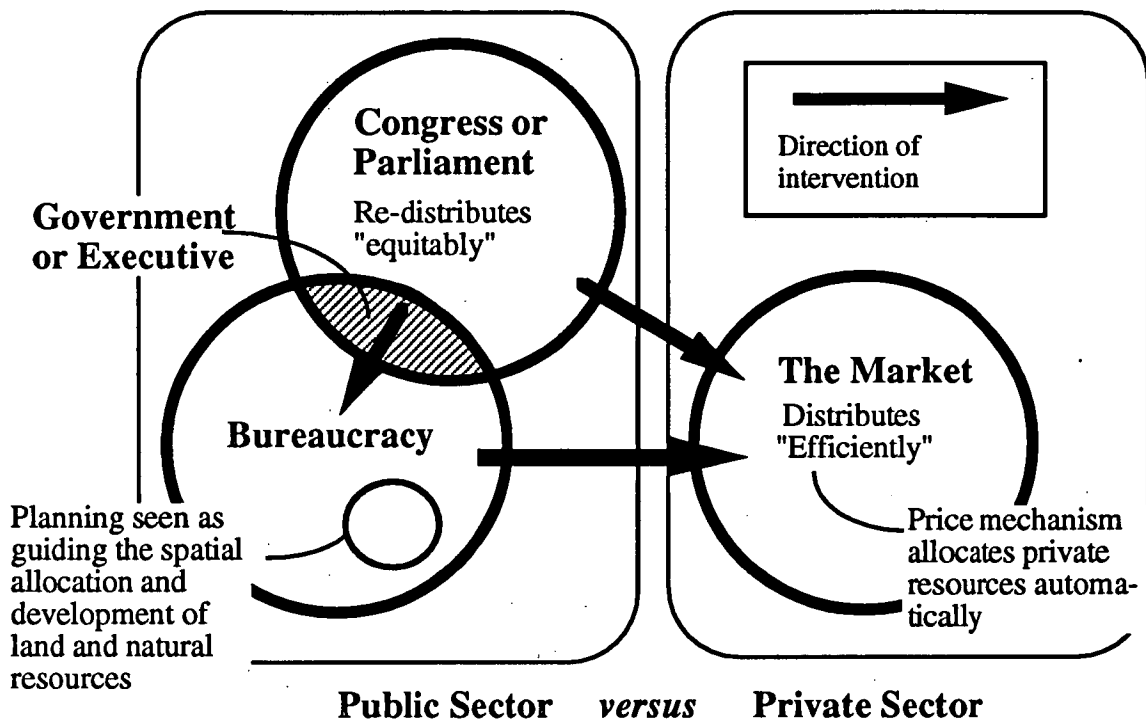 Congress or
Parliament
Re-distributes
"equitably"
Direction of
intervention
Government
or Executive
The Market
Distributes
"Efficiently"
Bureaucracy
Planning seen as
guiding the spatial
allocation and
development of
land and natural
resources
Price mechanism
allocates private
resources automa-
tically
Public Sector versus Private Sector